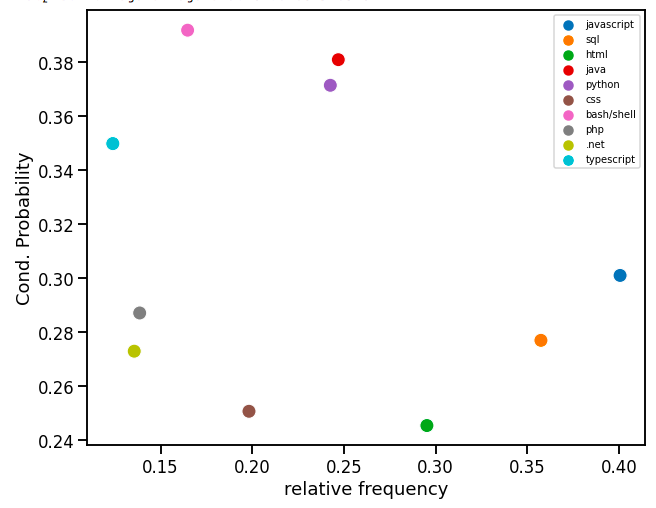 javascript
sql
html
java
python
css
bash/shell
php
.net
typescript
Cond. Probability
0.38
0.36
0.34
0.32
0.30
0.28
0.26
0.24
0.15 0.20 0.25 0.30 0.35 0.40
relative frequency